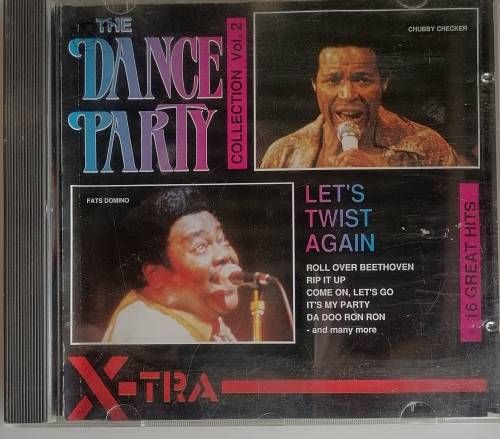 THE
DANCE
PARTY
COLLECTION Vol. 2
CHUBBY CHECKER
FATS DOMINO
LET'S
TWIST
AGAIN
ROLL OVER BEETHOVEN
RIP IT UP
COME ON, LET'S GO
IT'S MY PARTY
DA DOO RON RON
- and many more
16 GREAT HITS
X-TRA